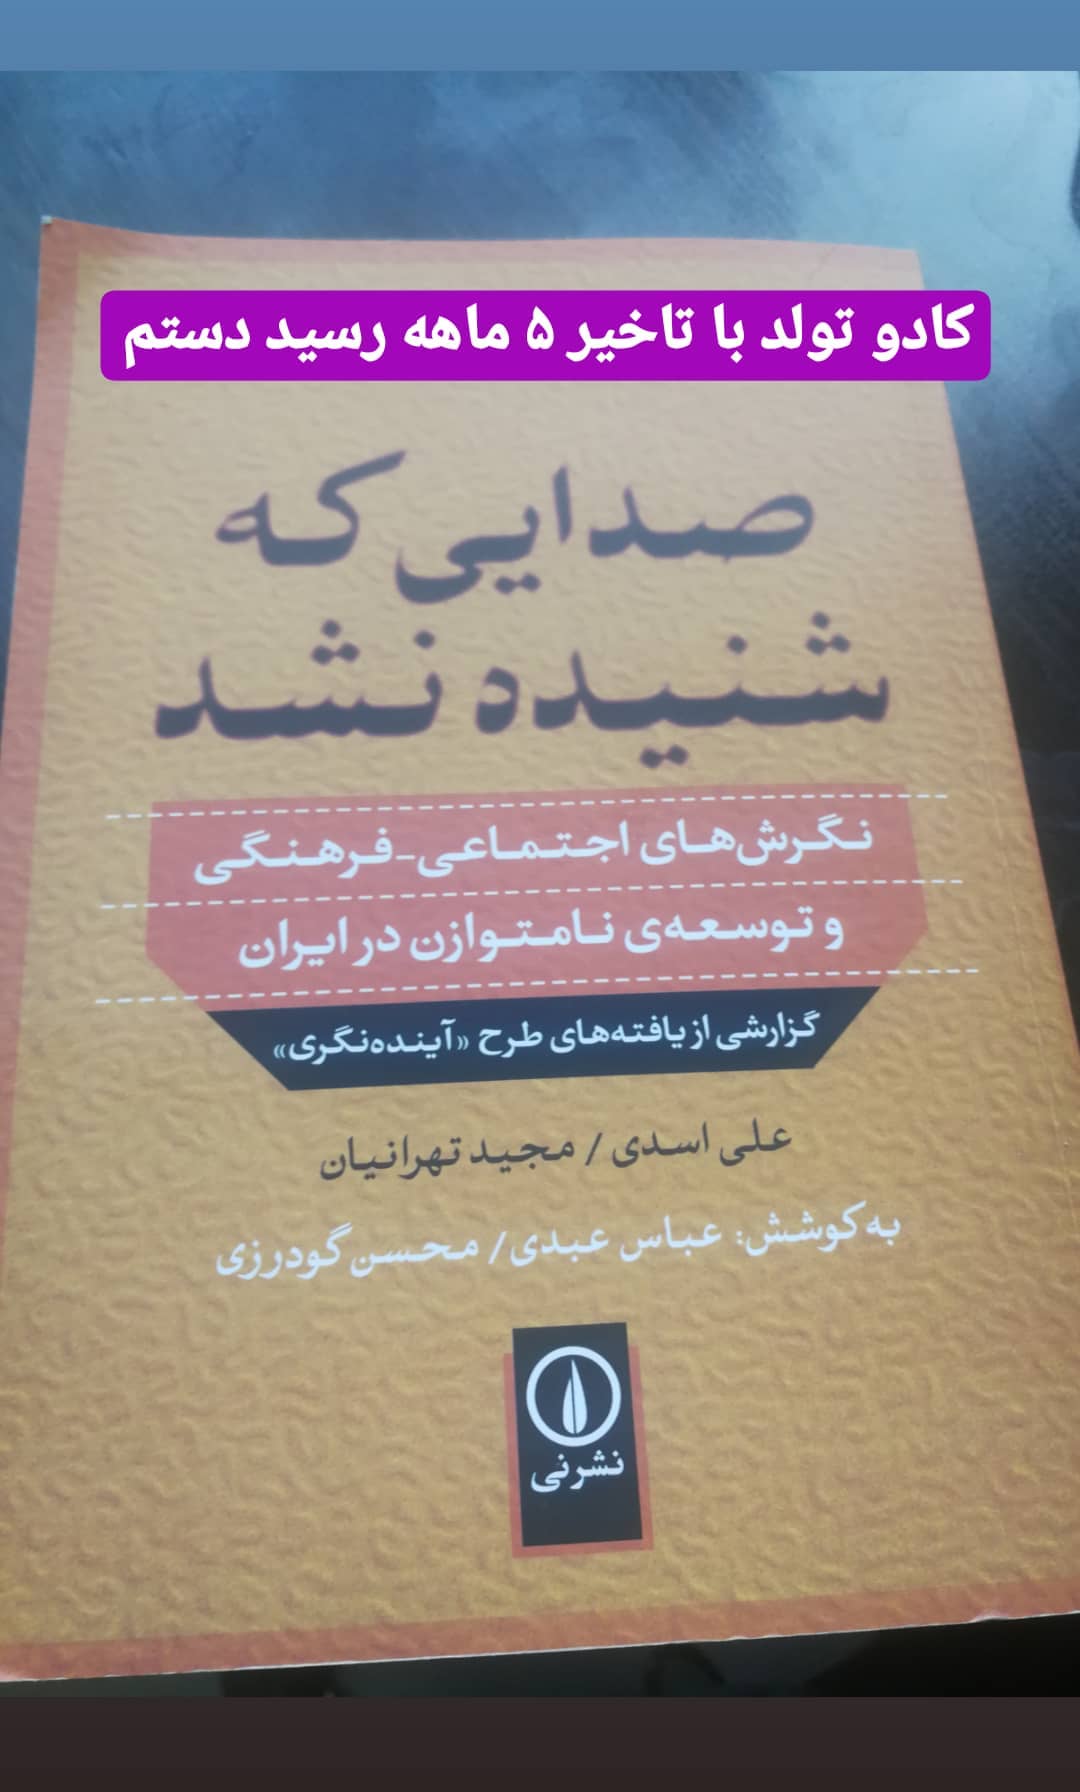 کادو تولد با تاخیر ۵ ماهه رسید دستم
صدایی که
شنیده نشد
نگرش‌های اجتماعی-فرهنگی
و توسعه‌ی نامتوازن در ایران
گزارشی از یافته‌های طرح «آینده‌نگری»
علی اسدی / مجید تهرانیان
به کوشش: عباس عبدی / محسن گودرزی
نشرنی